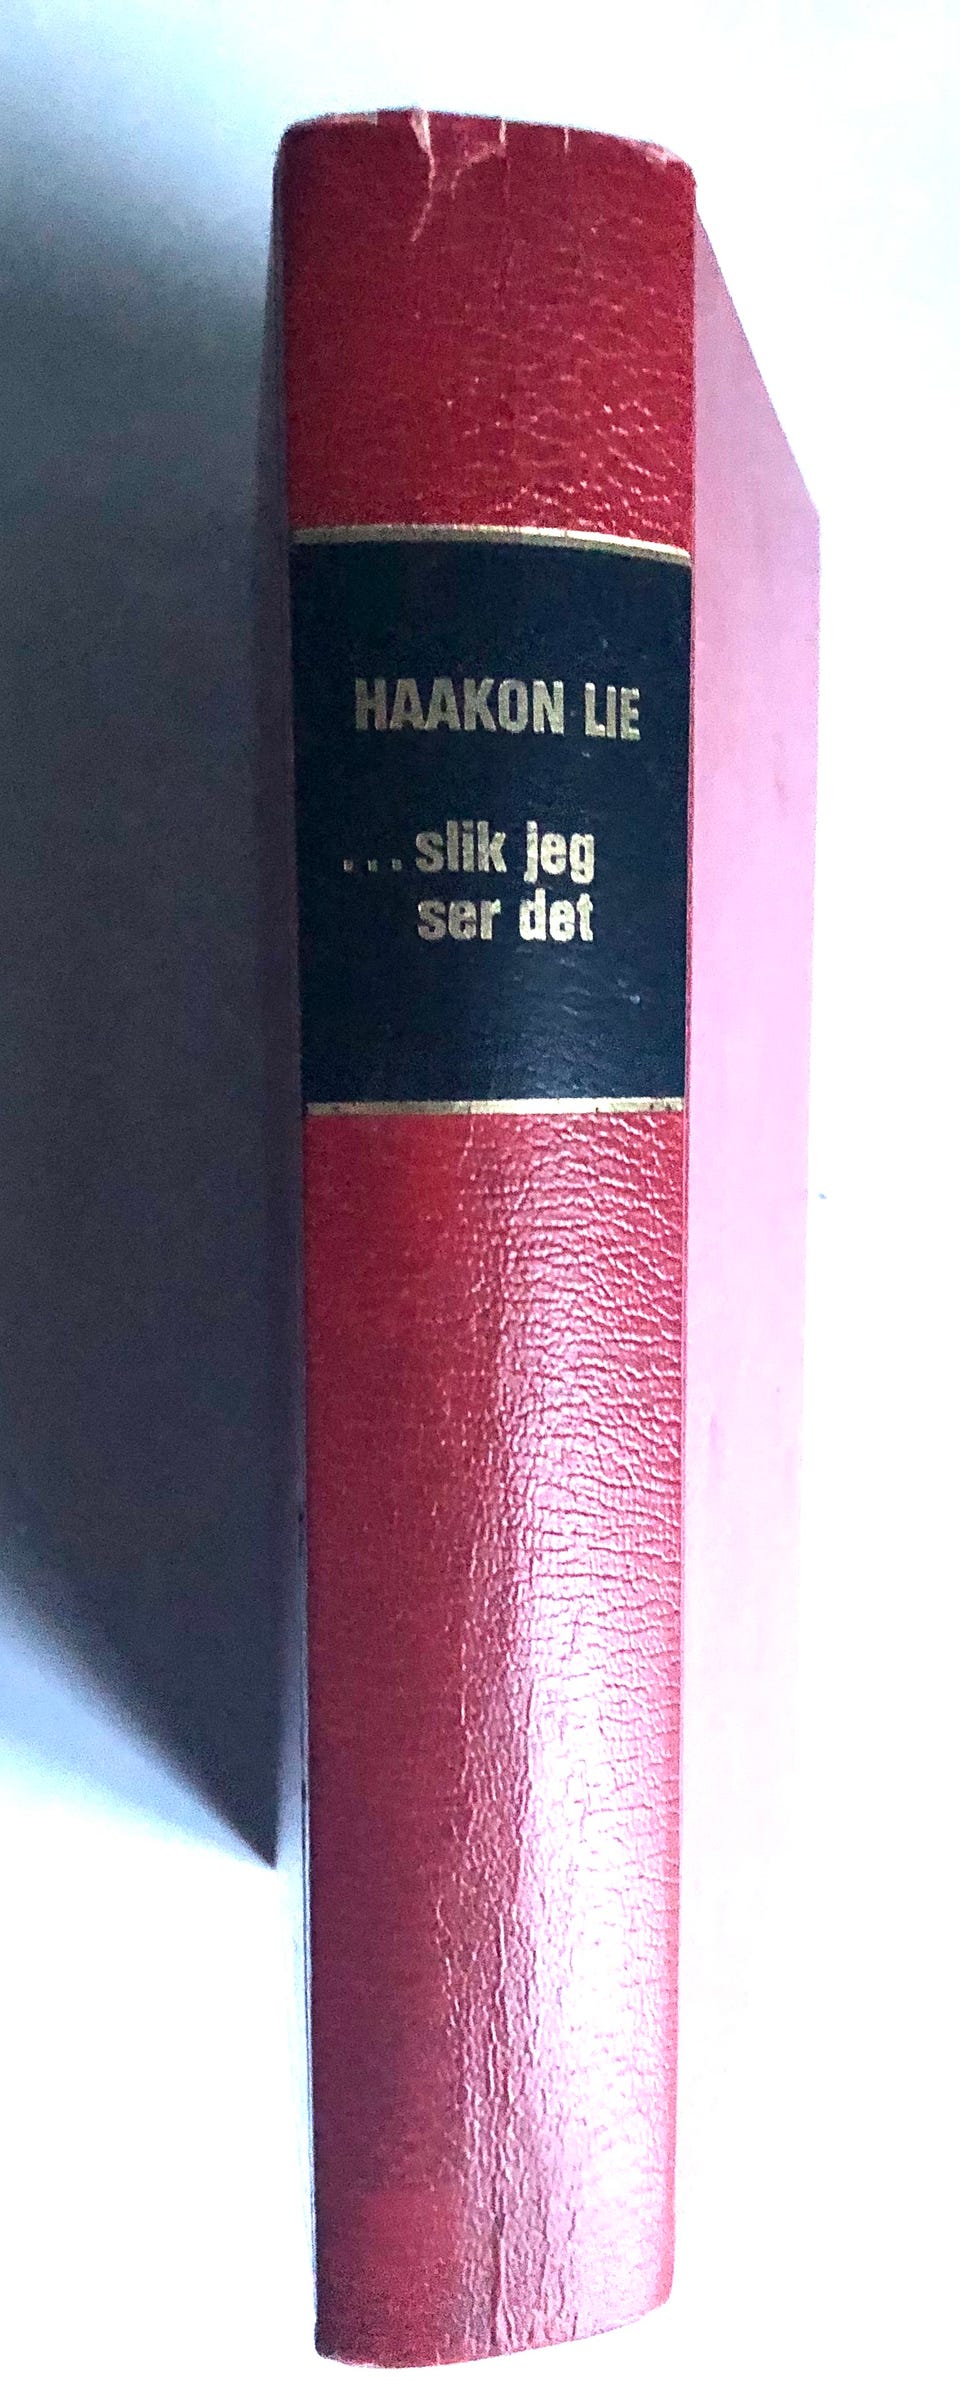 HAAKON LIE
...slik jeg
ser det